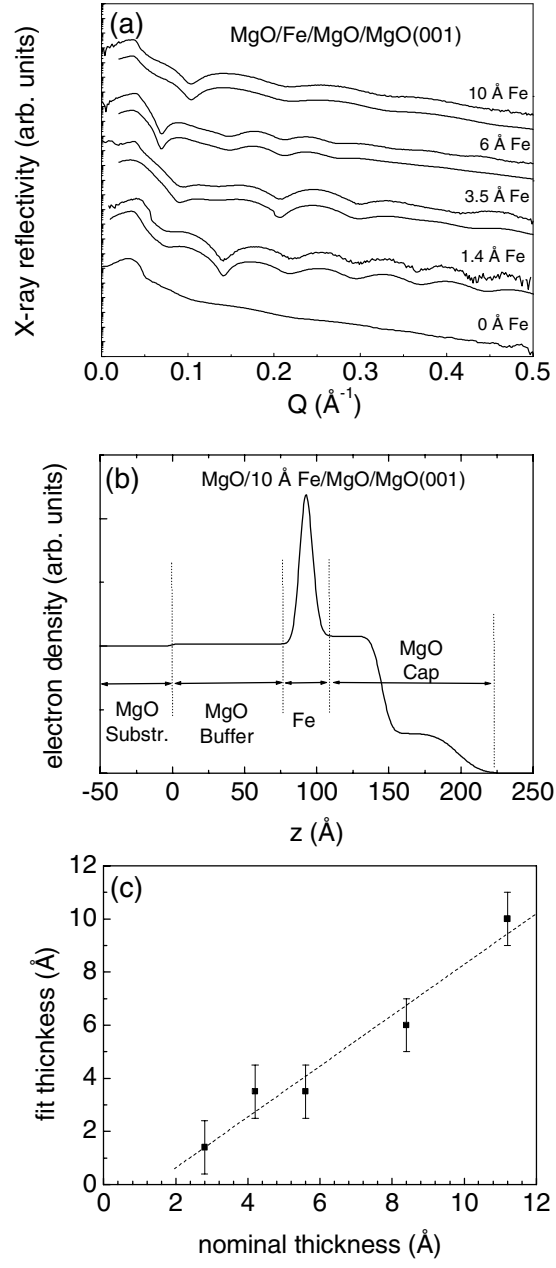 (a)
MgO/Fe/MgO/MgO(001)
10 Å Fe
6 Å Fe
3.5 Å Fe
1.4 Å Fe
0 Å Fe
X-ray reflectivity (arb. units)
0.0 0.1 0.2 0.3 0.4 0.5
Q (Å-1)
(b)
MgO/10 Å Fe/MgO/MgO(001)
electron density (arb. units)
MgO
Cap
MgO
Substr.
MgO
Buffer
Fe
-50 0 50 100 150 200 250
z (Å)
(c)
12
10
8
6
4
2
0
fit thicnkess (Å)
0 2 4 6 8 10 12
nominal thickness (Å)